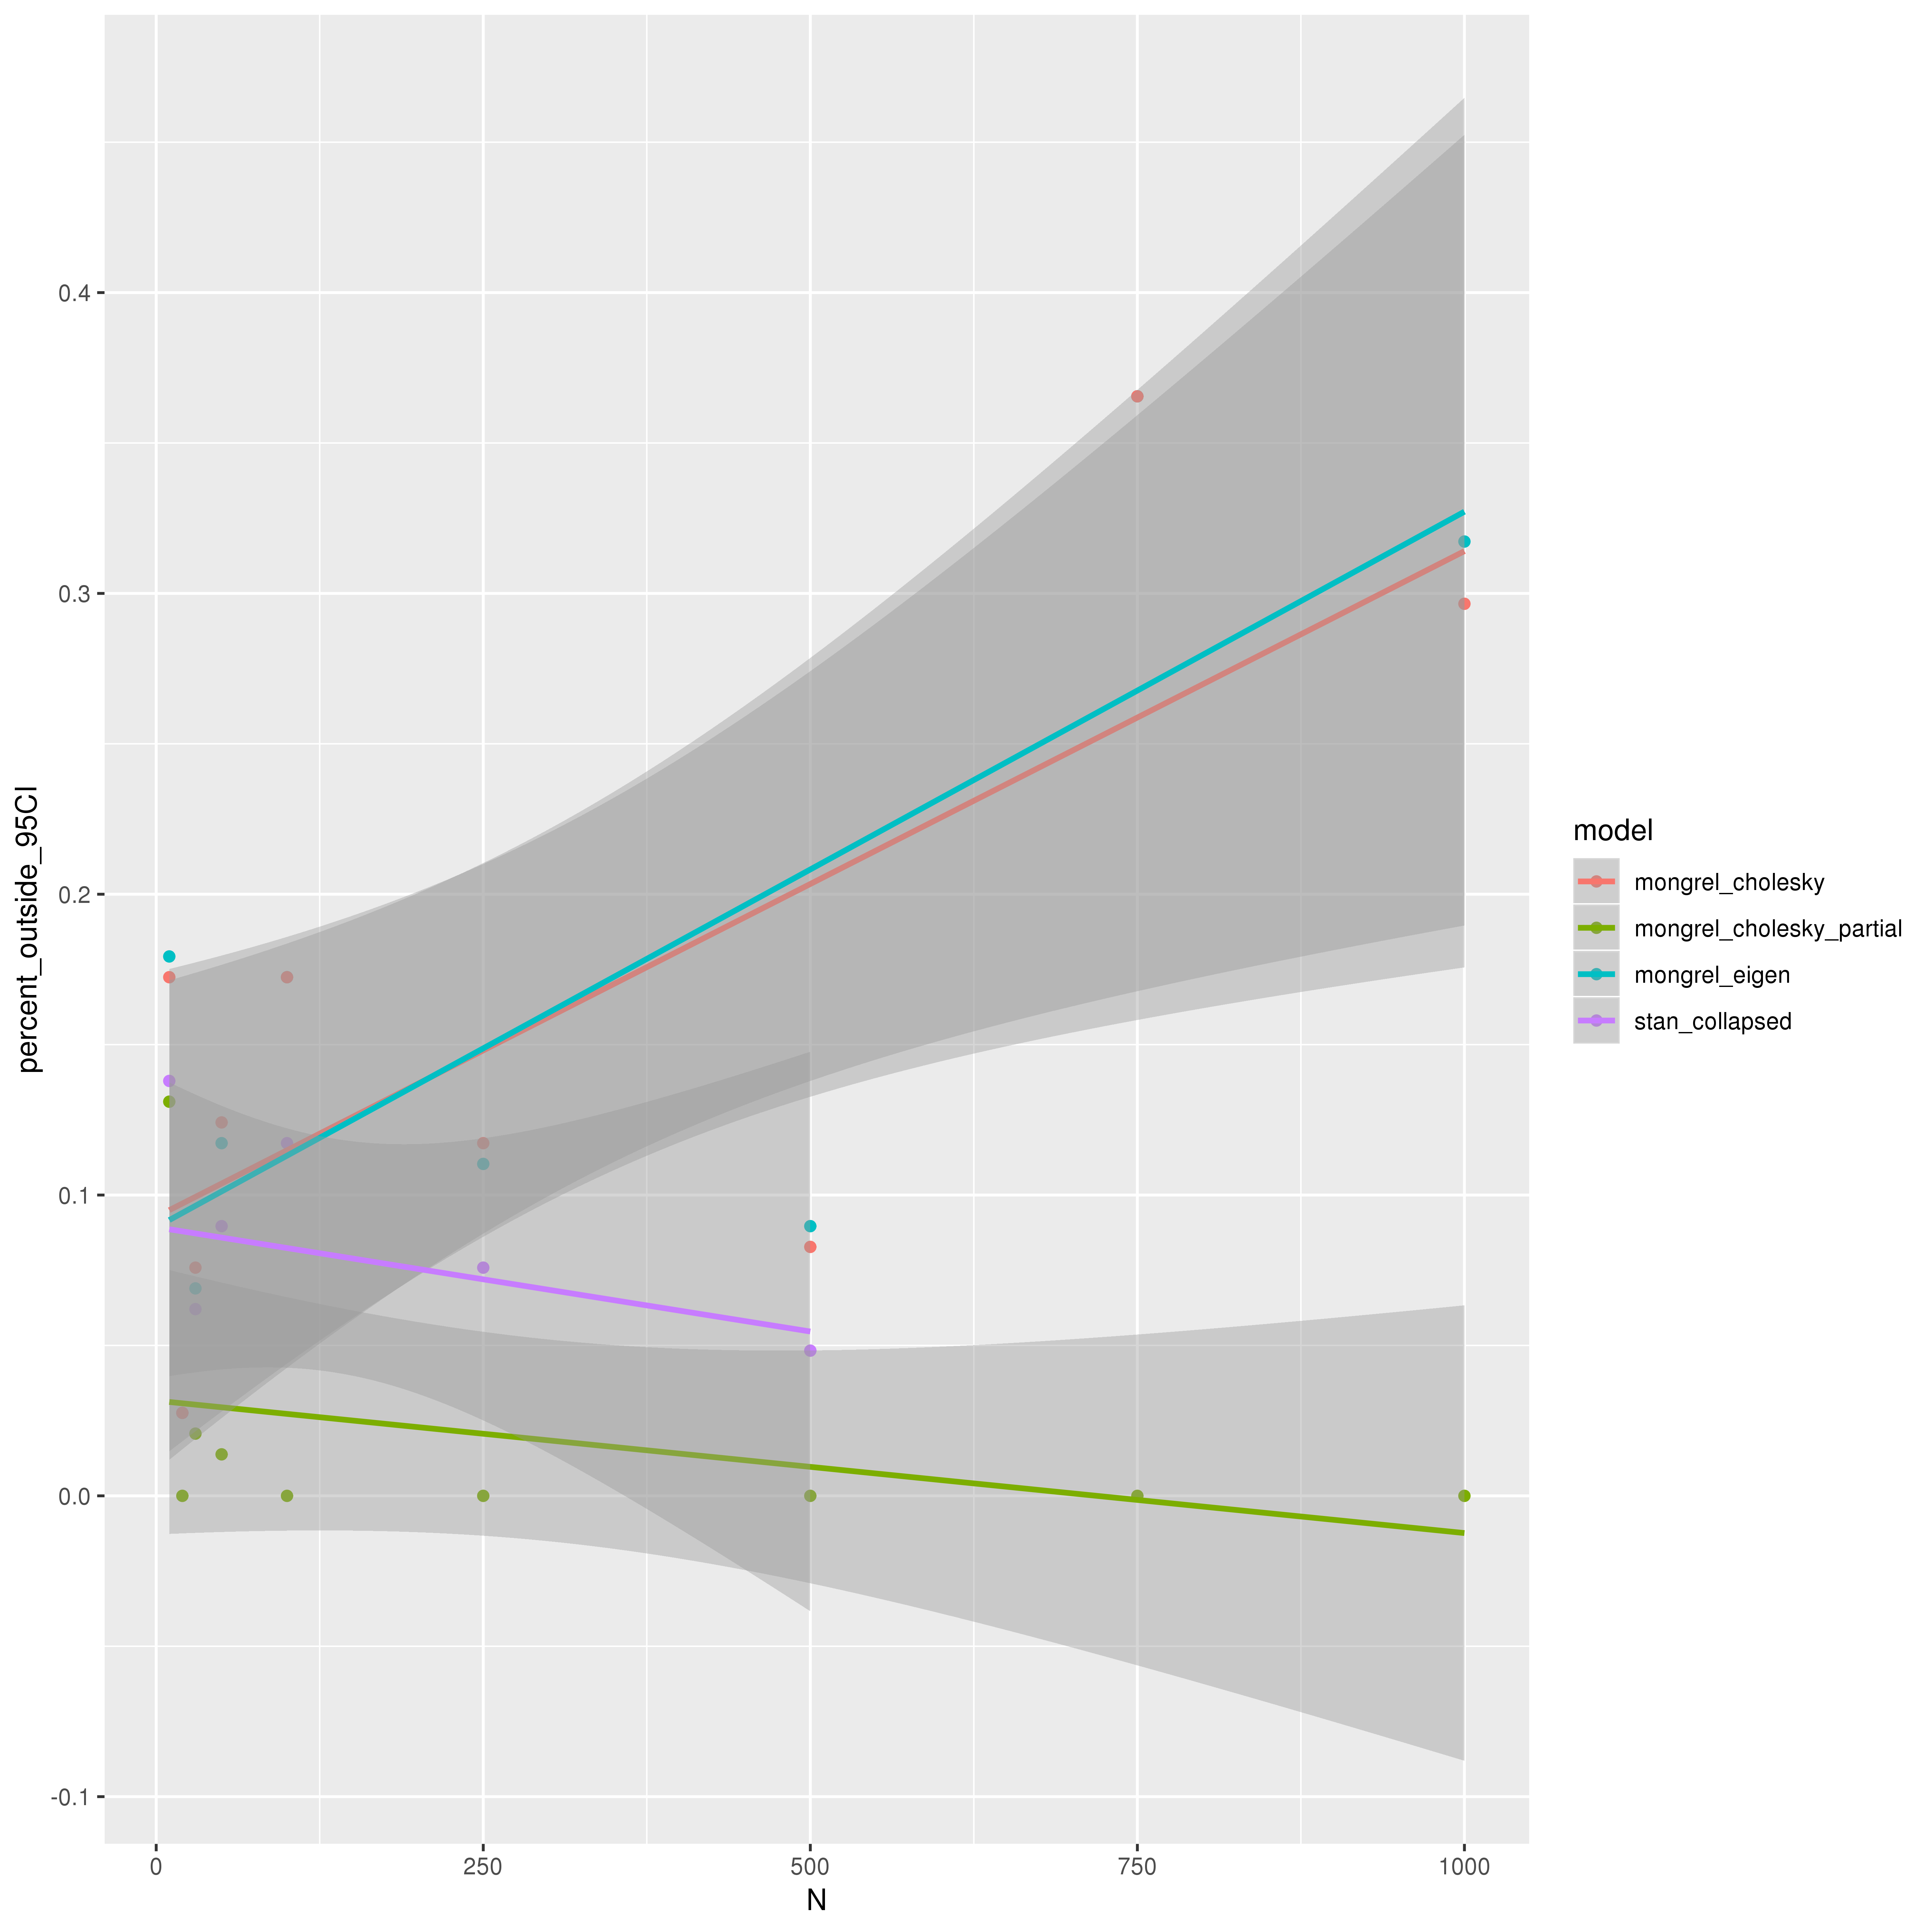 percent_outside_95CI
0.4
0.3
0.2
0.1
0.0
-0.1
0
250
500
750
1000
N
model
mongrel_cholesky
mongrel_cholesky_partial
mongrel_eigen
stan_collapsed